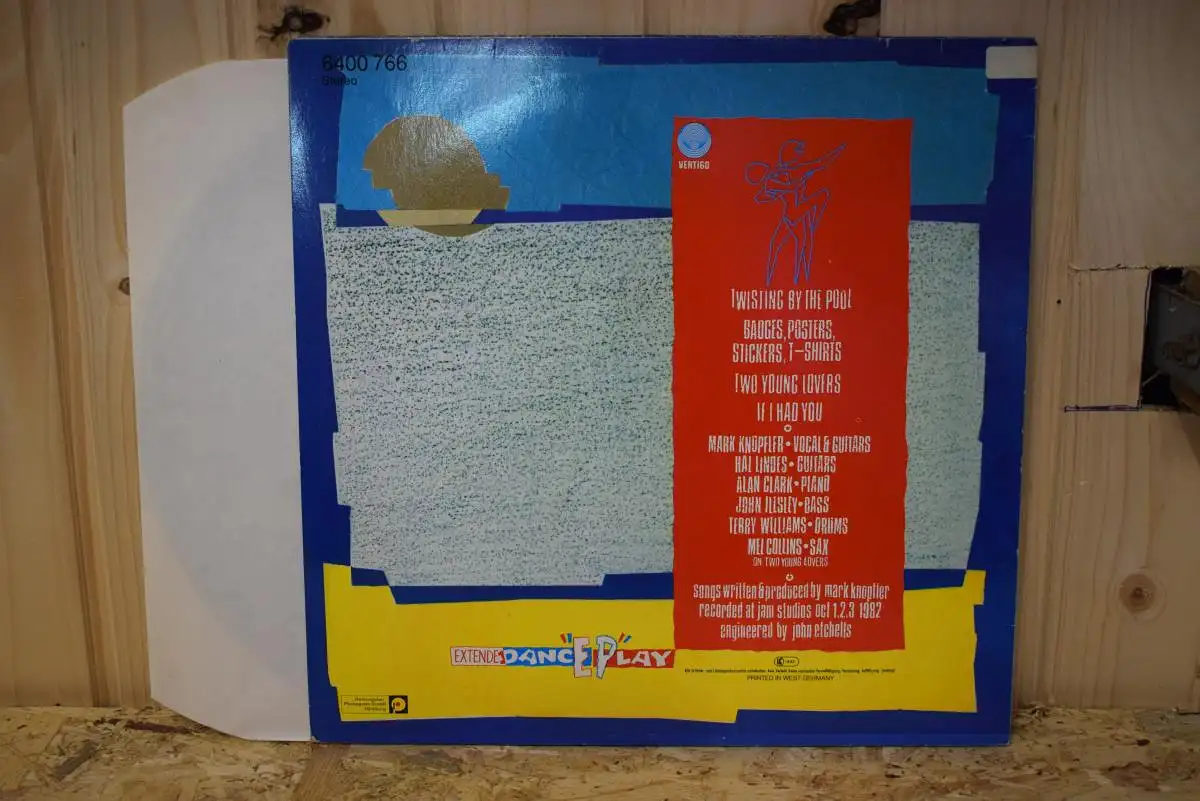 6400 766
Stereo
VERTIGO
TWISTING BY THE POOL
BADGES, POSTERS,
STICKERS, T-SHIRTS
TWO YOUNG LOVERS
IF I HAD YOU
MARK KNOPFLER • VOCAL & GUITARS
HAL LINDES • GUITARS
ALAN CLARK • PIANO
JOHN ILLSLEY • BASS
TERRY WILLIAMS • DRUMS
MEL COLLINS • SAX
ON TWO YOUNG LOVERS
songs written & produced by mark knopfler
recorded at jam studios oct 1.2.3 1982
engineered by john etchells
EXTENDEDANCEPLAY
PRINTED IN WEST-GERMANY